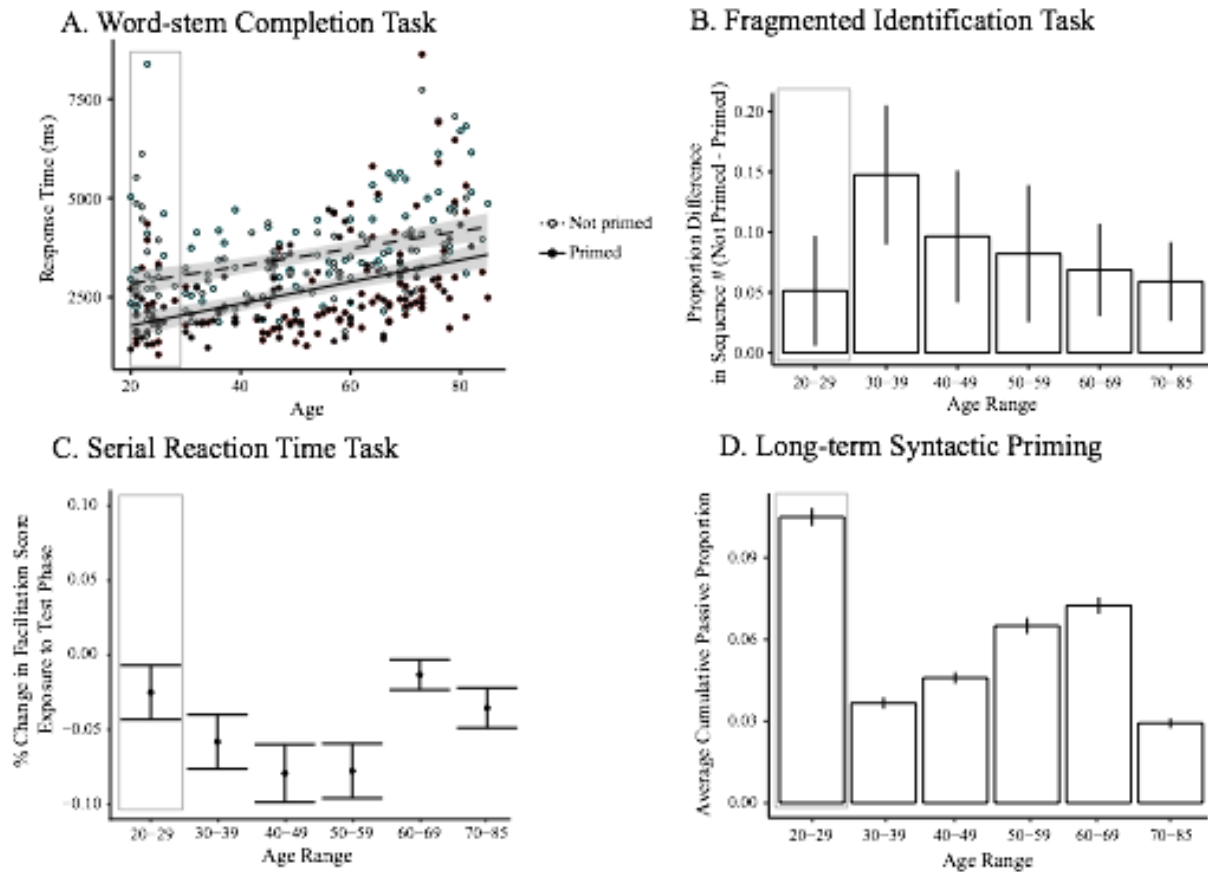 A. Word-stem Completion Task
Response Time (ms)
7500
5000
2500
20
40
60
80
Age
Not primed
Primed
B. Fragmented Identification Task
Proportion Difference
in Sequence # (Not Primed - Primed)
0.20
0.15
0.10
0.05
0.00
20-29
30-39
40-49
50-59
60-69
70-85
Age Range
C. Serial Reaction Time Task
% Change in Facilitation Score
Exposure to Test Phase
0.10
0.05
0.00
-0.05
-0.10
20-29
30-39
40-49
50-59
60-69
70-85
Age Range
D. Long-term Syntactic Priming
Average Cumulative Passive Proportion
0.09
0.06
0.03
0.00
20-29
30-39
40-49
50-59
60-69
70-85
Age Range